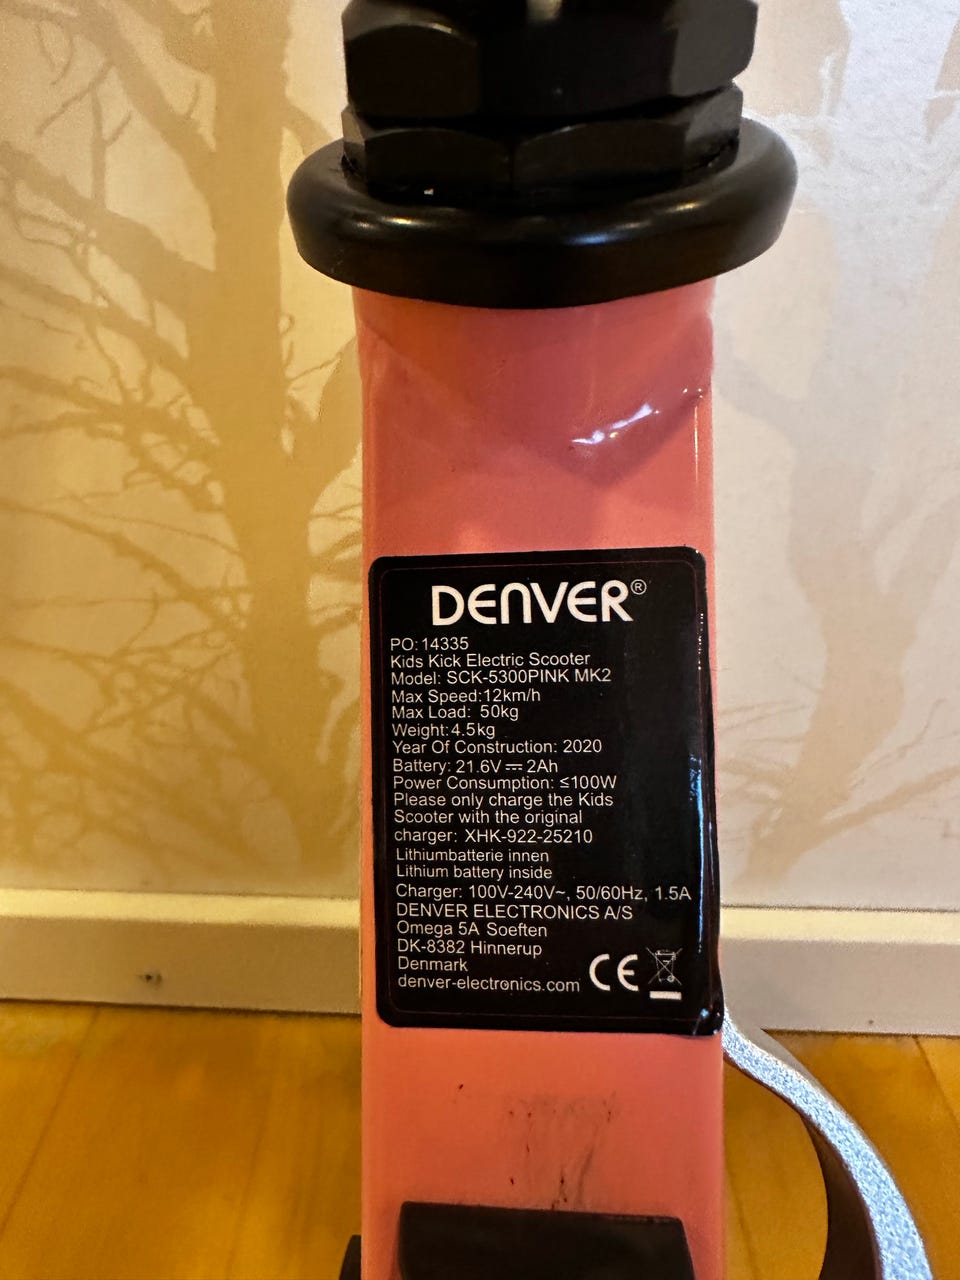 DENVER®
PO: 14335
Kids Kick Electric Scooter
Model: SCK-5300PINK MK2
Max Speed:12km/h
Max Load: 50kg
Weight:4.5kg
Year Of Construction: 2020
Battery: 21.6V⎓2Ah
Power Consumption: ≤100W
Please only charge the Kids
Scooter with the original
charger: XHK-922-25210
Lithiumbatterie innen
Lithium battery inside
Charger: 100V-240V~, 50/60Hz, 1.5A
DENVER ELECTRONICS A/S
Omega 5A Soeften
DK-8382 Hinnerup
Denmark
denver-electronics.com CE